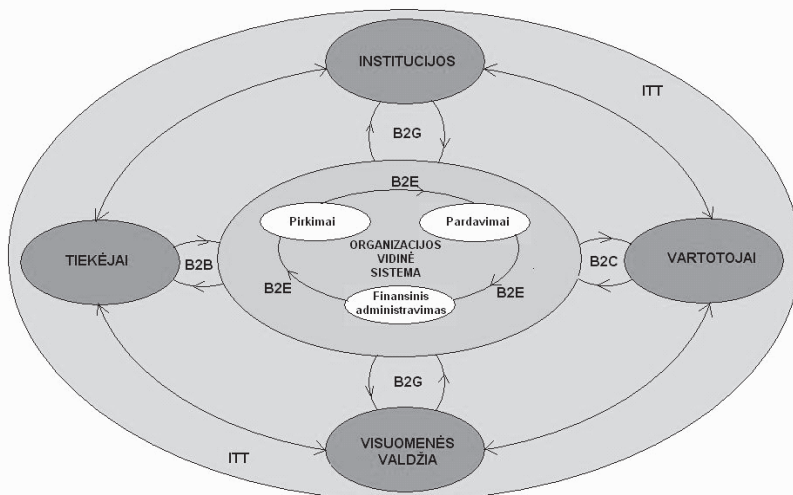 INSTITUCIJOS
ITT
B2G
B2E
Pirkimai
Pardavimai
TIEKĖJAI
B2B
ORGANIZACIJOS
VIDINĖ
SISTEMA
B2C
VARTOTOJAI
B2E
B2E
Finansinis
administravimas
B2G
VISUOMENĖS
VALDŽIA
ITT